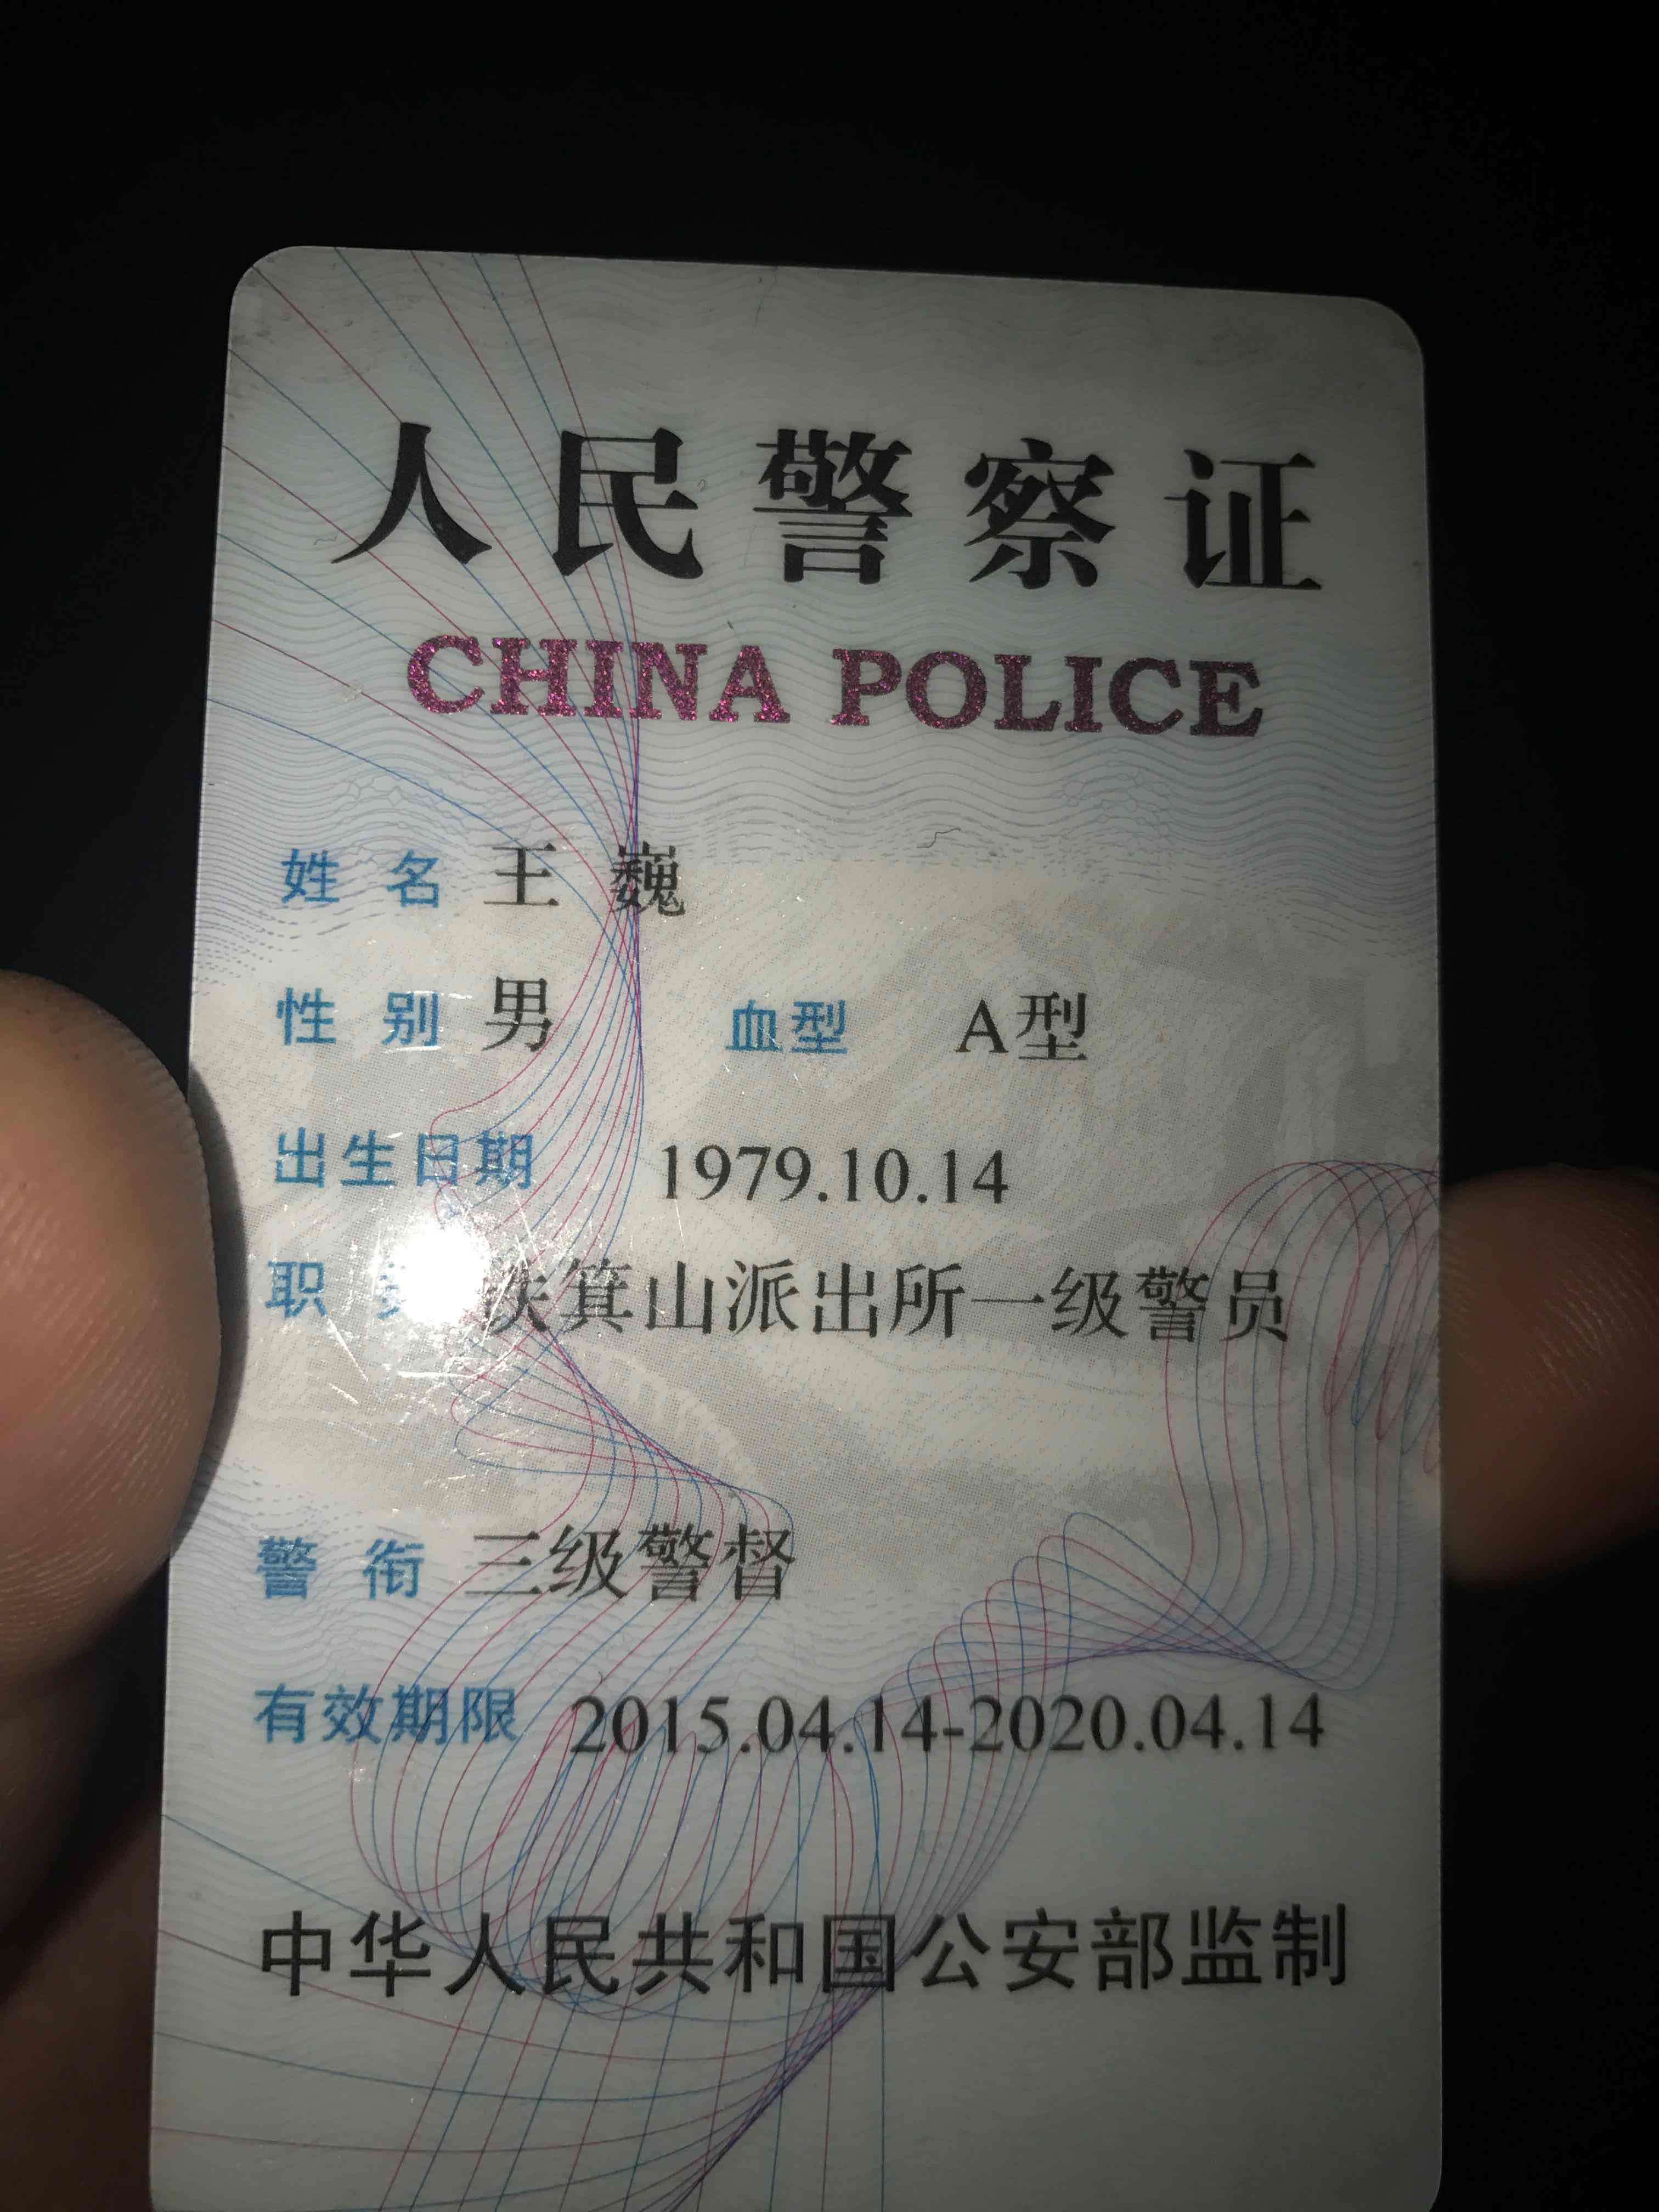 人民警察证
CHINA POLICE
姓 名 王 巍
性 别 男 血型 A型
出生日期 1979.10.14
职 箕山派出所一级警员
警 衔 三级警督
有效期限 2015.04.14-2020.04.14
中华人民共和国公安部监制